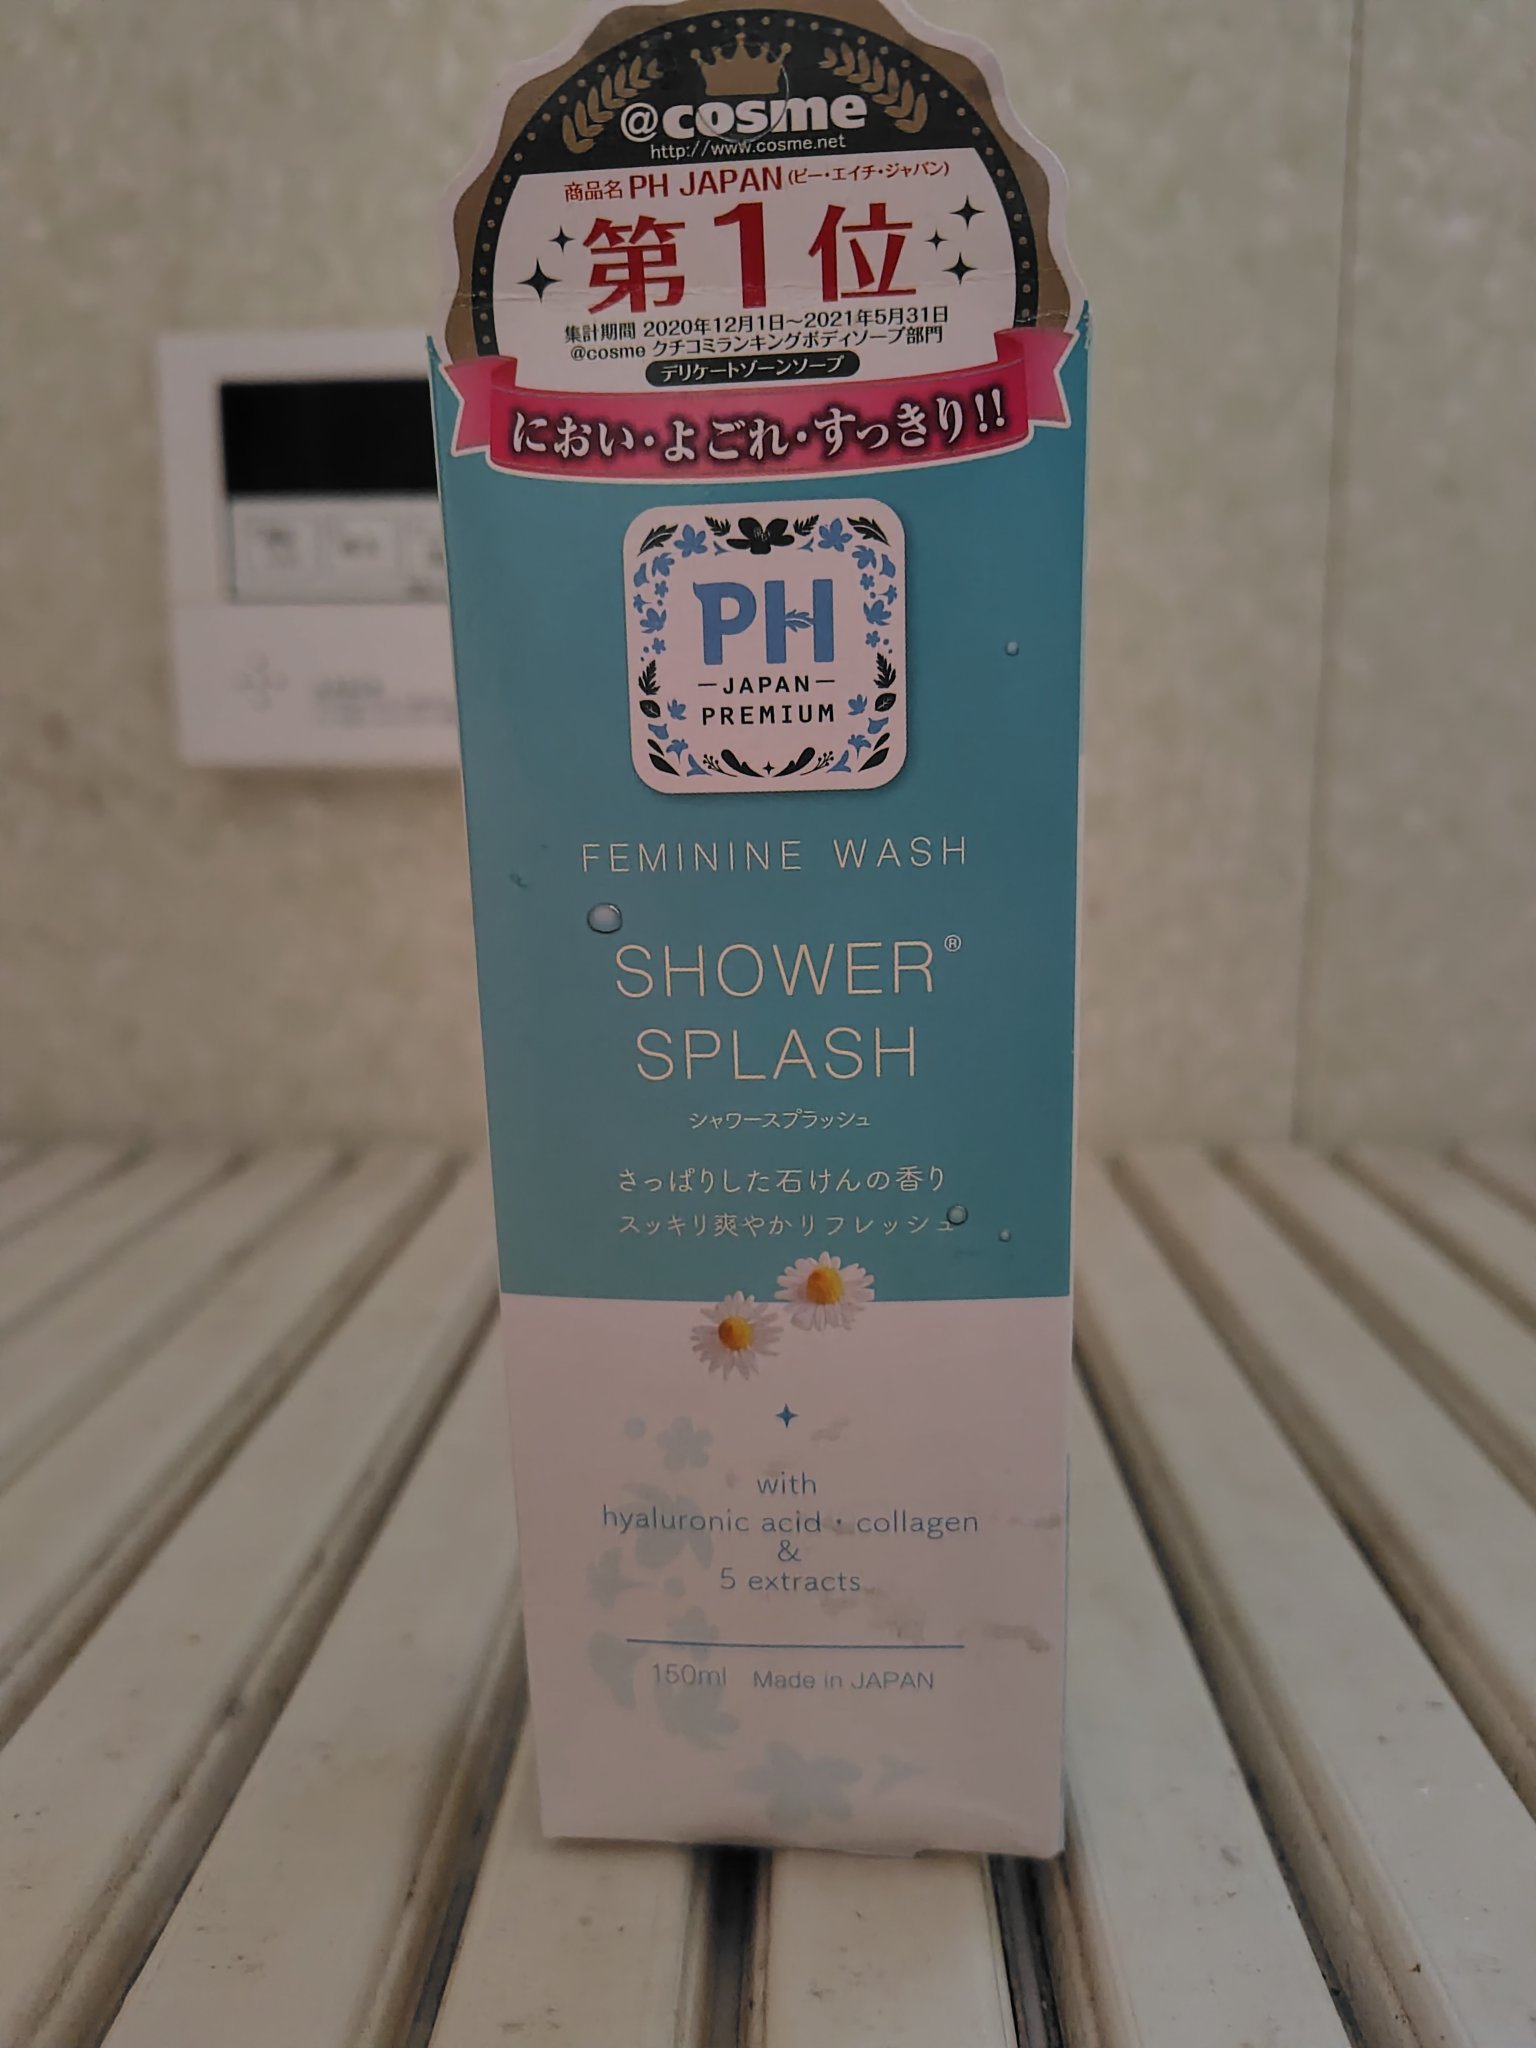 @cosme
http://www.cosme.net
商品名 PH JAPAN (ピー・エイチ・ジャパン)
第1位
集計期間 2020年12月1日～2021年5月31日
@cosme クチコミランキングボディソープ部門
デリケートゾーンソープ
におい・よごれ・すっきり!!
PH
JAPAN
PREMIUM
FEMININE WASH
SHOWER®
SPLASH
シャワースプラッシュ
さっぱりした石けんの香り
スッキリ爽やかリフレッシュ
with
hyaluronic acid・collagen
&
5 extracts
150ml Made in JAPAN